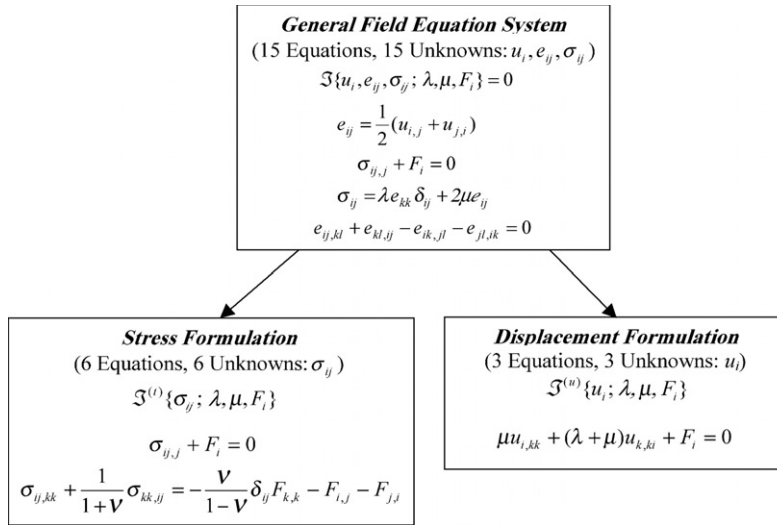 General Field Equation System
(15 Equations, 15 Unknowns: u_i, e_ij, σ_ij)
ℑ{u_i, e_ij, σ_ij; λ, μ, F_i} = 0
e_ij = 1/2 (u_i,j + u_j,i)
σ_ij,j + F_i = 0
σ_ij = λe_kk δ_ij + 2μe_ij
e_ij,kl + e_kl,ij − e_ik,jl − e_jl,ik = 0
Stress Formulation
(6 Equations, 6 Unknowns: σ_ij)
ℑ^(t){σ_ij; λ, μ, F_i}
σ_ij,j + F_i = 0
σ_ij,kk + 1/(1+ν) σ_kk,ij = −ν/(1−ν) δ_ij F_k,k − F_i,j − F_j,i
Displacement Formulation
(3 Equations, 3 Unknowns: u_i)
ℑ^(u){u_i; λ, μ, F_i}
μu_i,kk + (λ + μ)u_k,ki + F_i = 0